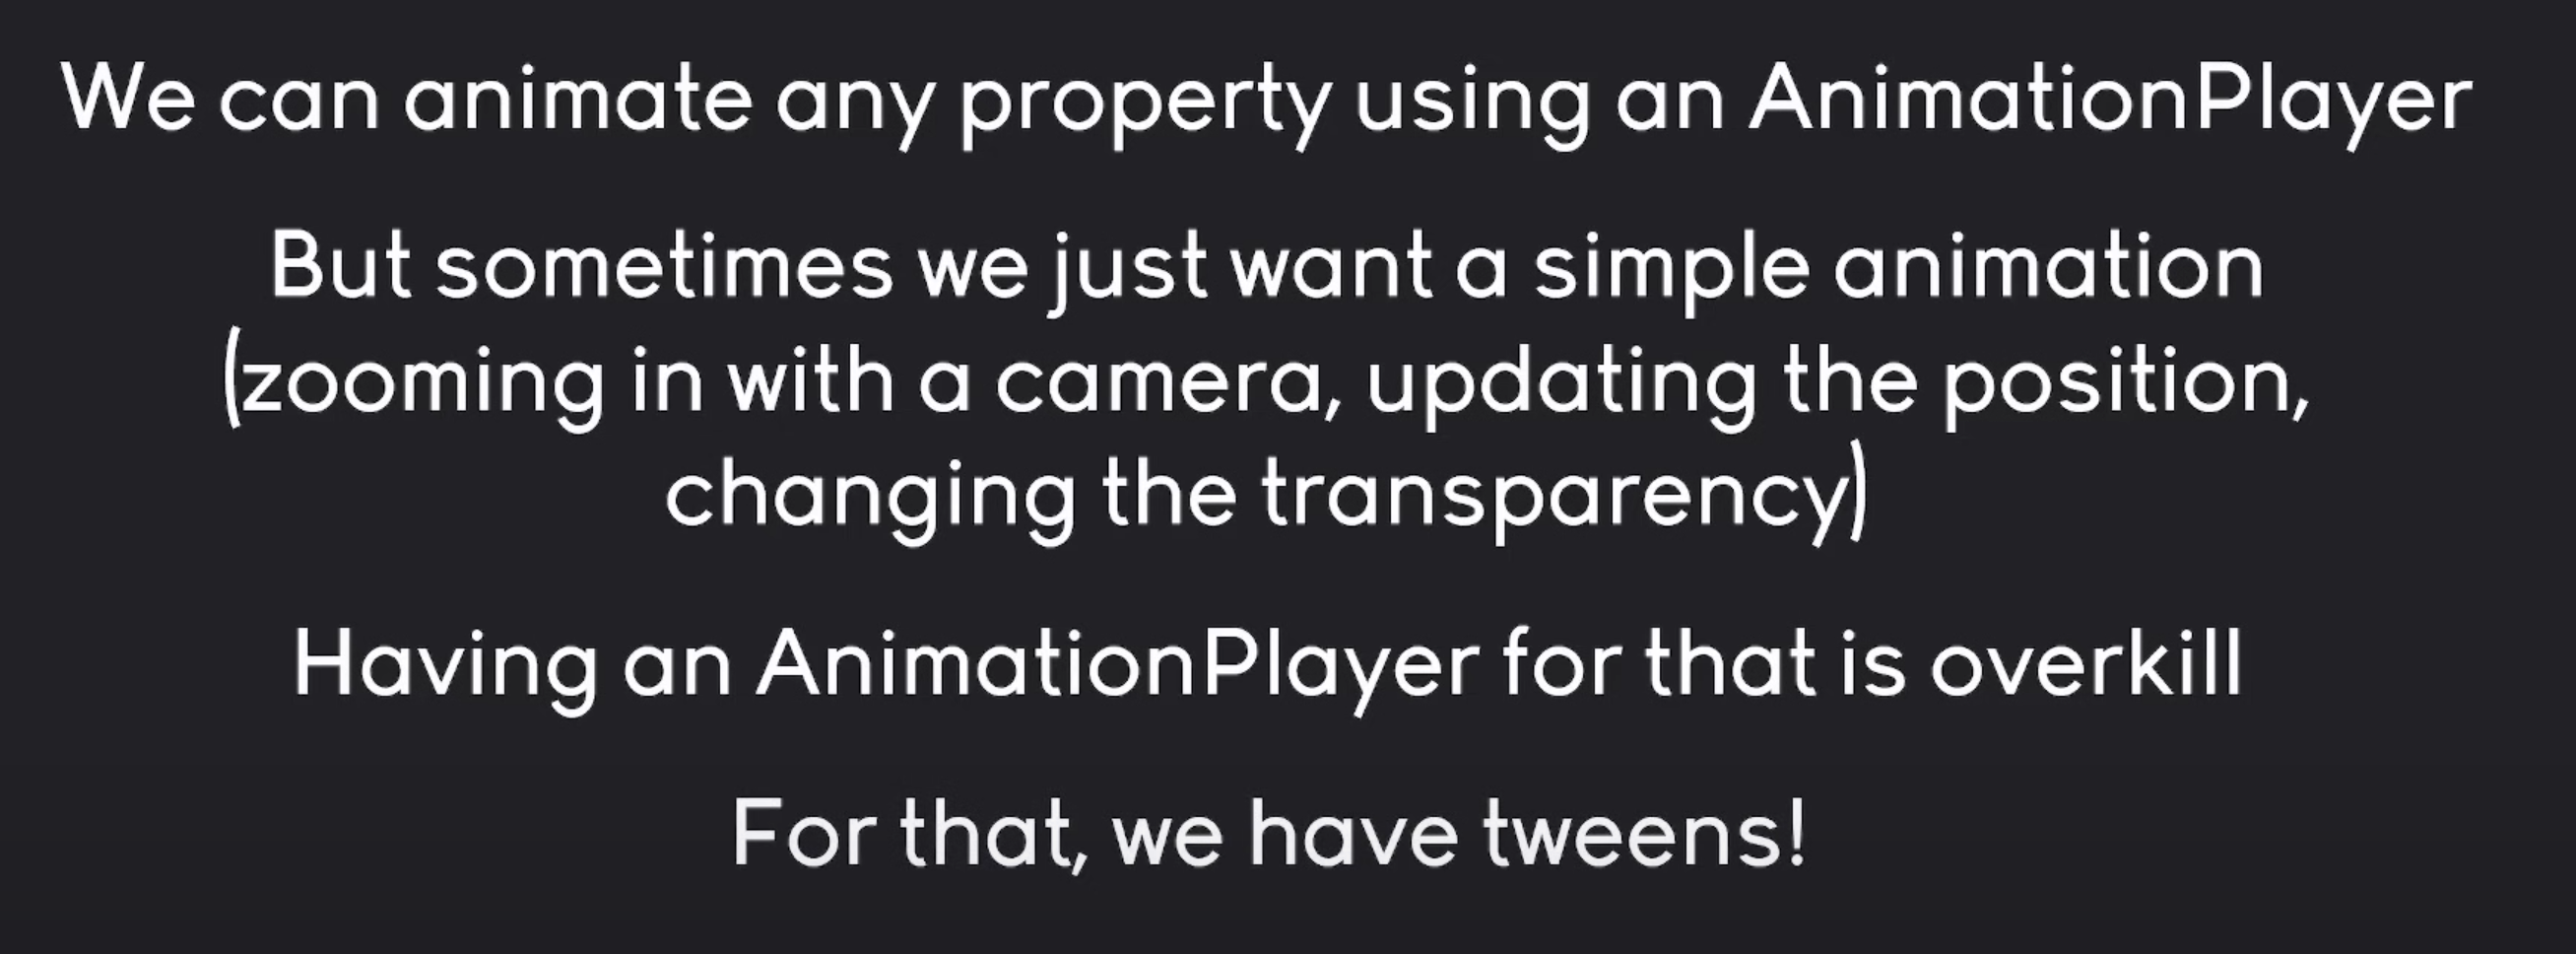 We can animate any property using an AnimationPlayer
But sometimes we just want a simple animation
(zooming in with a camera, updating the position,
changing the transparency)
Having an AnimationPlayer for that is overkill
For that, we have tweens!